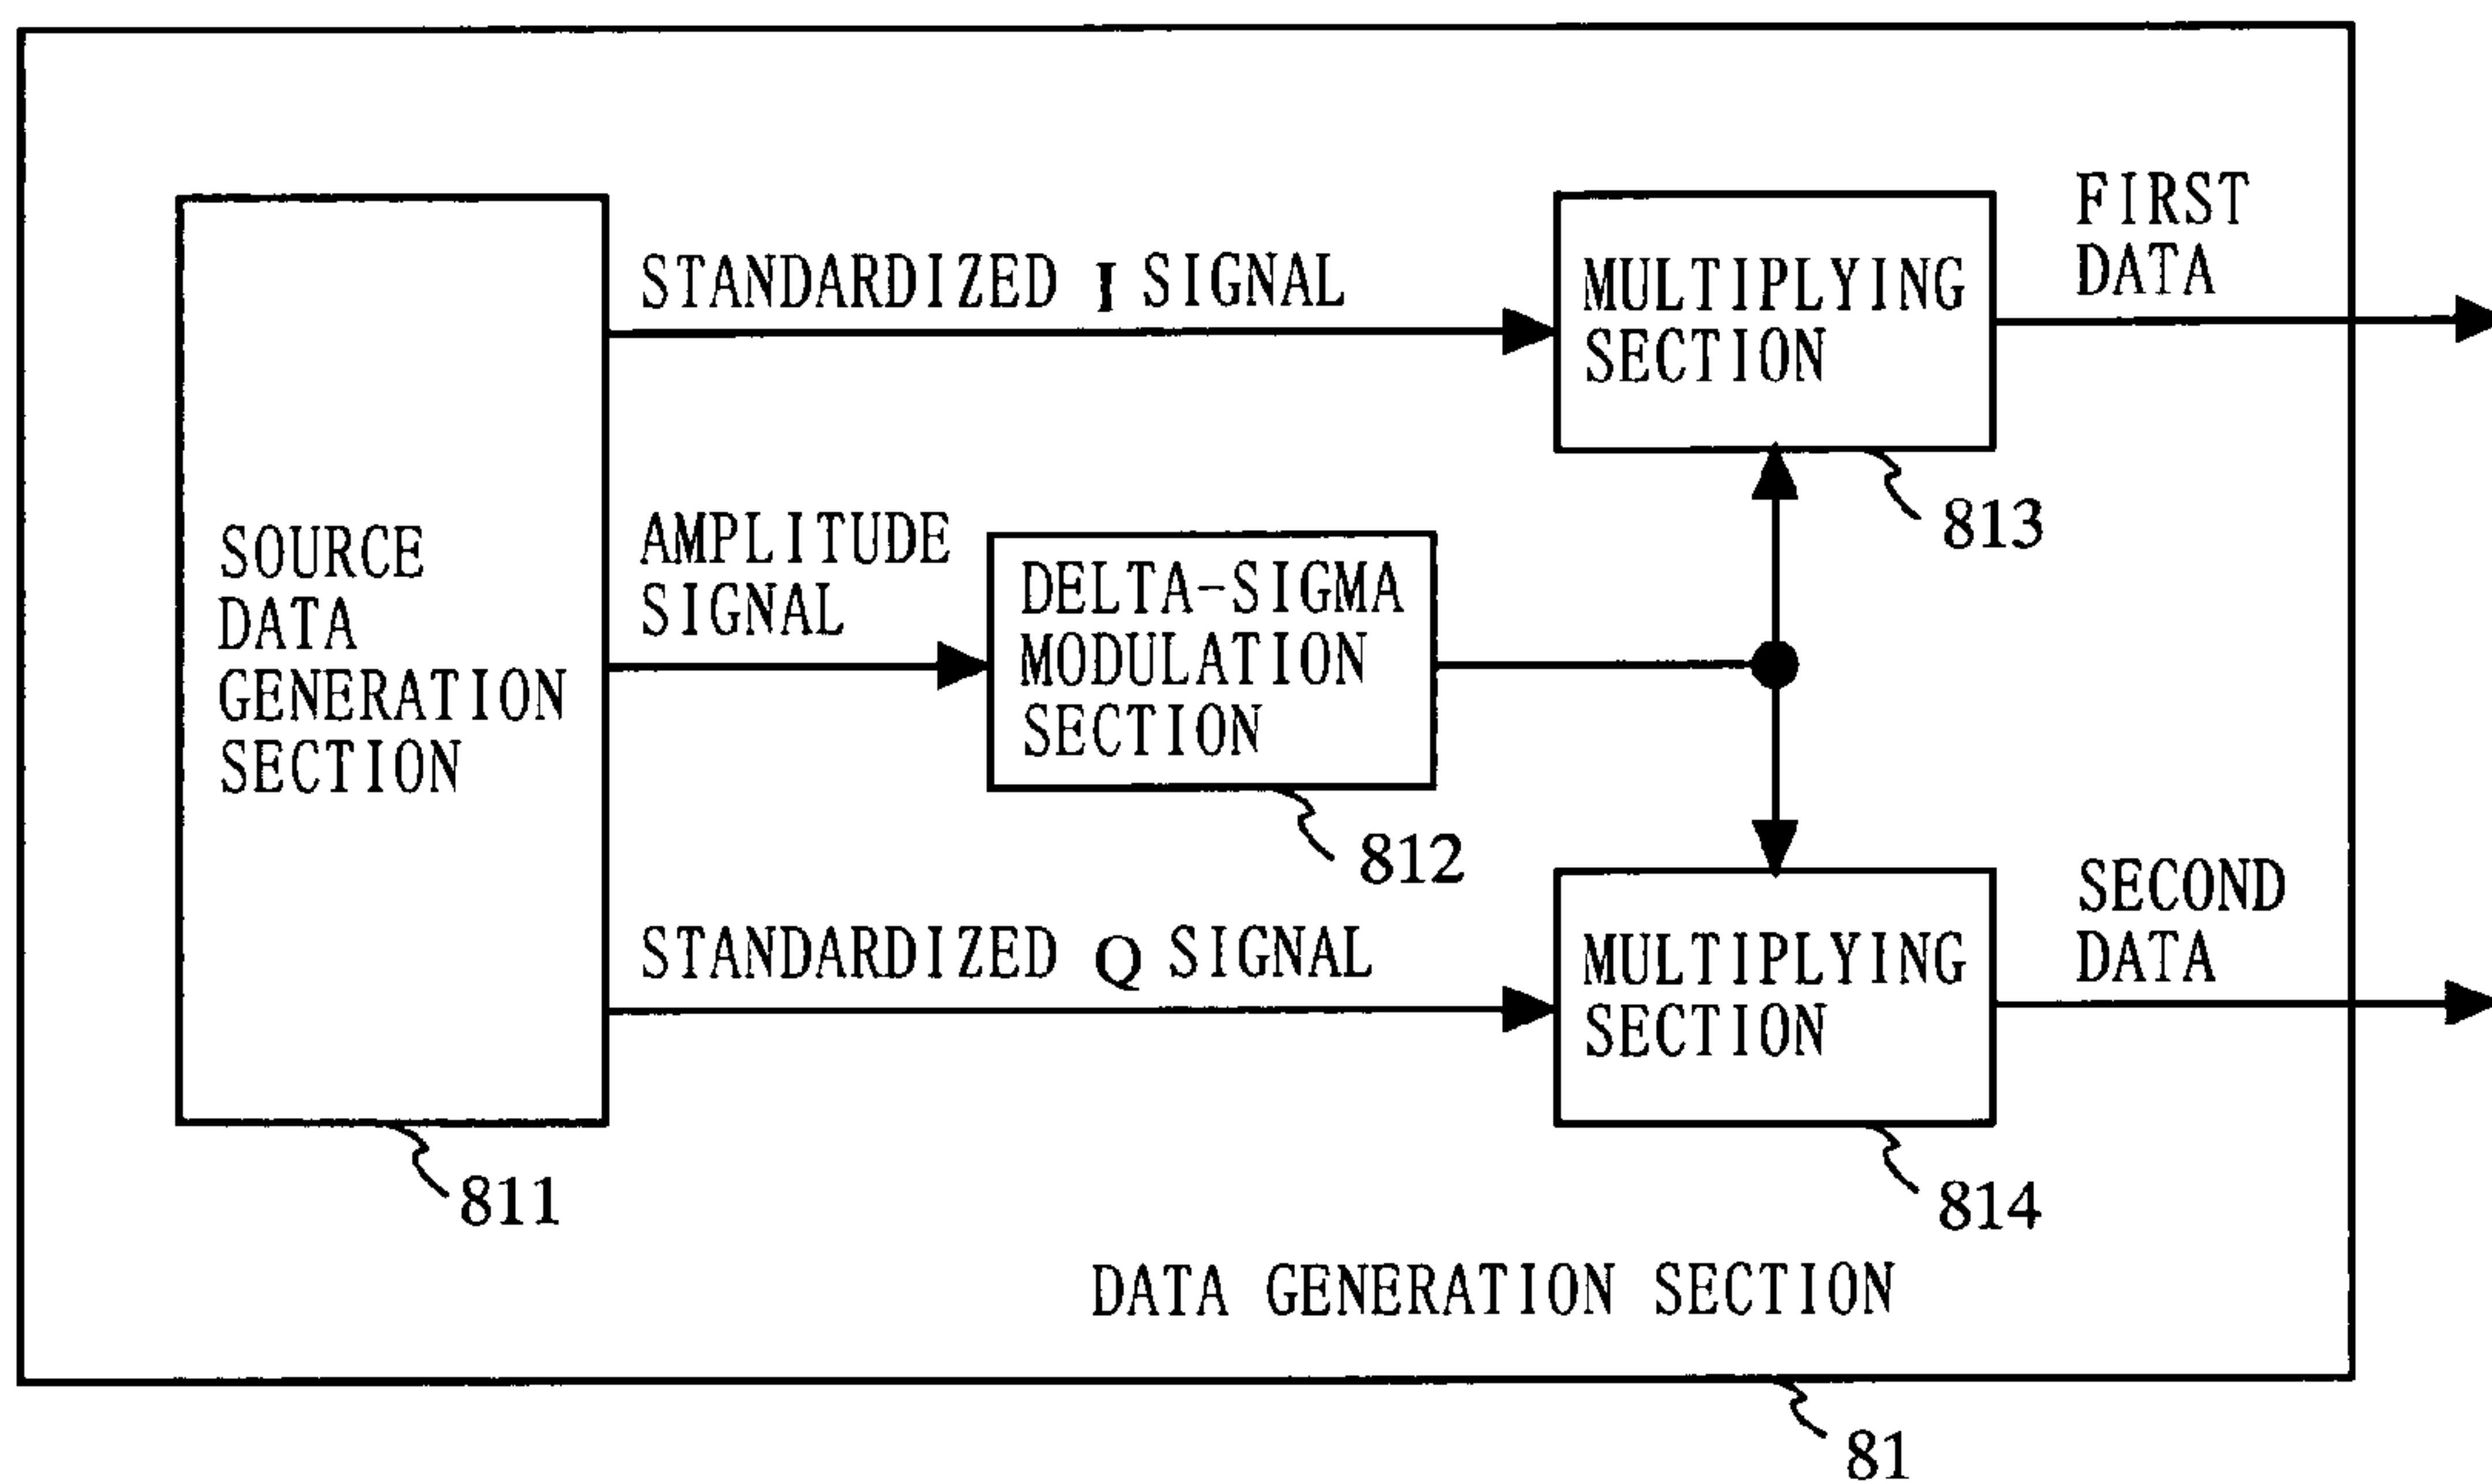 FIRST
DATA
STANDARDIZED I SIGNAL
MULTIPLYING
SECTION
813
SOURCE
DATA
GENERATION
SECTION
AMPLITUDE
SIGNAL
DELTA-SIGMA
MODULATION
SECTION
812
SECOND
DATA
STANDARDIZED Q SIGNAL
MULTIPLYING
SECTION
811
814
DATA GENERATION SECTION
81